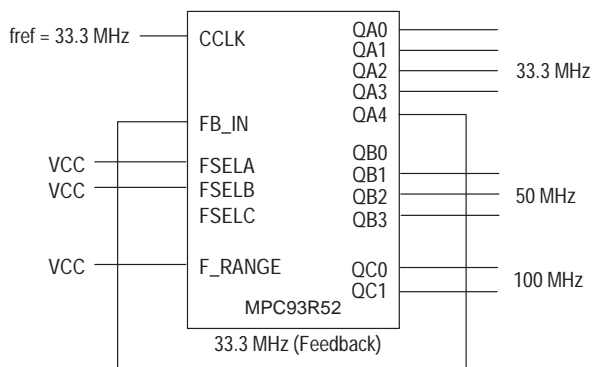 fref = 33.3 MHz
CCLK
QA0
QA1
QA2
QA3
33.3 MHz
QA4
FB_IN
QB0
VCC
FSELA
QB1
VCC
FSELB
QB2
50 MHz
FSELC
QB3
VCC
F_RANGE
QC0
100 MHz
QC1
MPC93R52
33.3 MHz (Feedback)